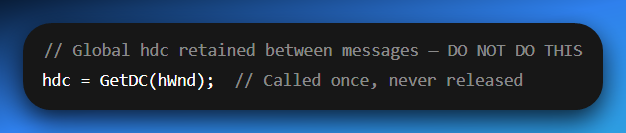 // Global hdc retained between messages — DO NOT DO THIS
hdc = GetDC(hWnd);  // Called once, never released